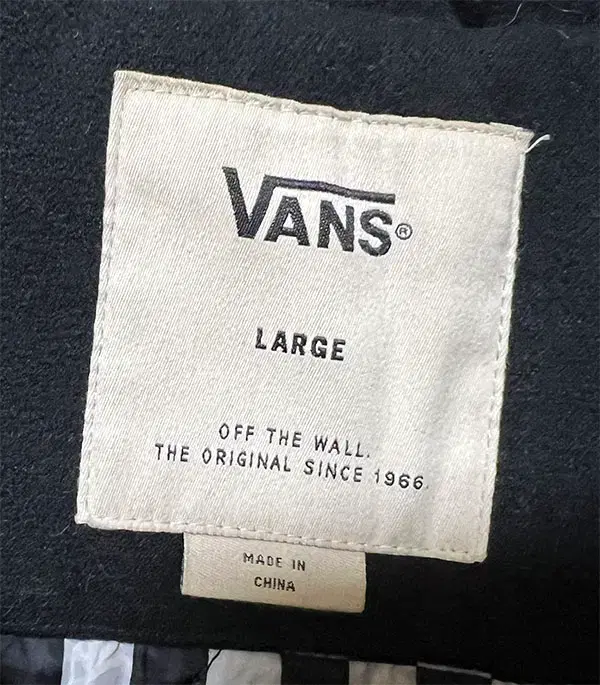 VANS®
LARGE
OFF THE WALL.
THE ORIGINAL SINCE 1966.
MADE IN
CHINA